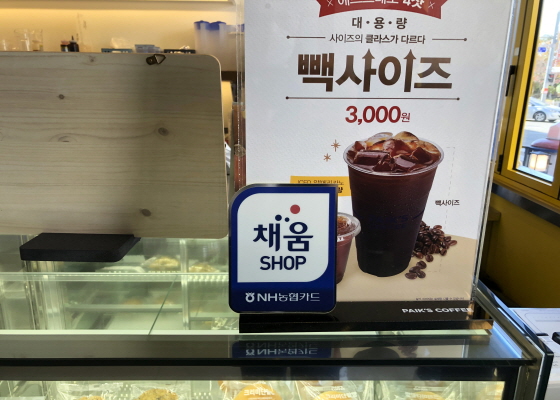 대·용·량
사이즈의 클라스가 다르다
빽사이즈
3,000원
빽사이즈
채움
SHOP
NH농협카드
PAIK'S COFFEE